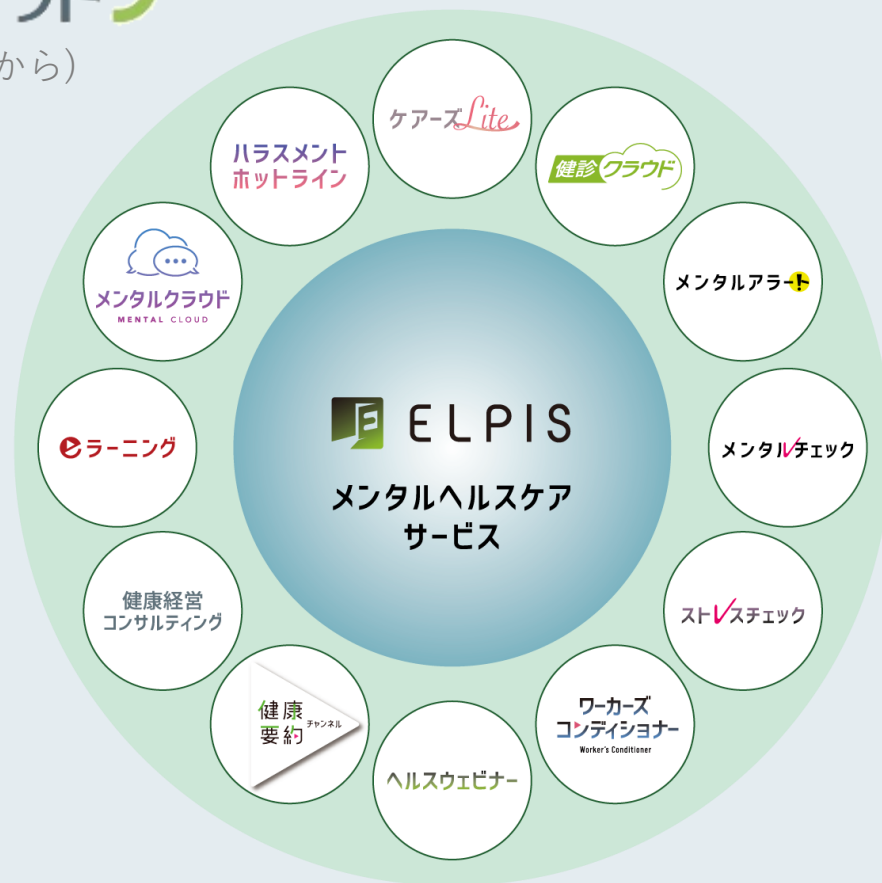 から)
ケアーズLite
健診クラウド
メンタルアラート
メンタルチェック
ストレスチェック
ワーカーズ
コンディショナー
Worker's Conditioner
ヘルスウェビナー
健康
要約
チャンネル
健康経営
コンサルティング
eラーニング
メンタルクラウド
MENTAL CLOUD
ハラスメント
ホットライン
ELPIS
メンタルヘルスケア
サービス